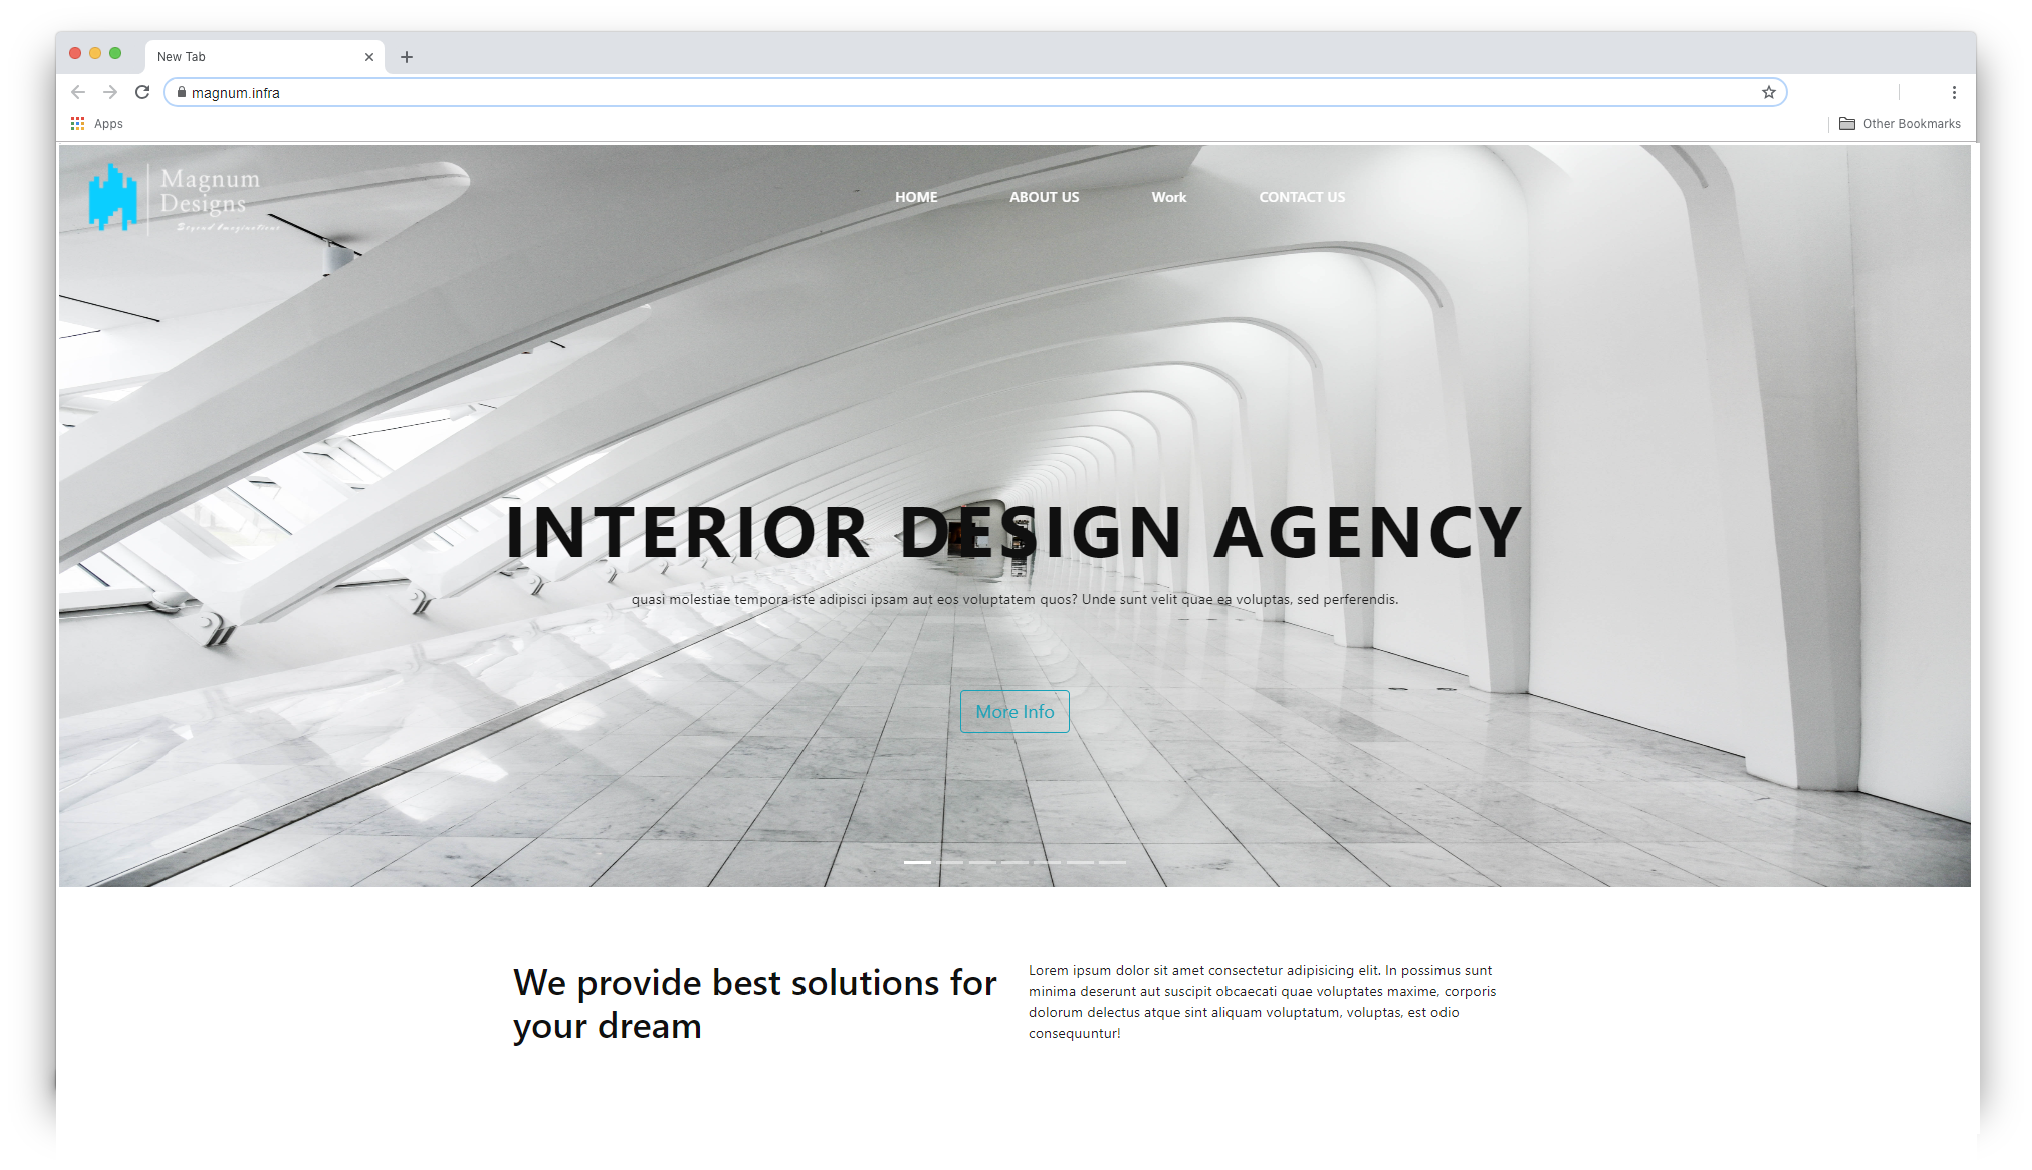 New Tab
magnum.infra
Apps
Other Bookmarks
Magnum
Designs
Beyond Imaginations
HOME
ABOUT US
Work
CONTACT US
INTERIOR DESIGN AGENCY
quasi molestiae tempora iste adipisci ipsam aut eos voluptatem quos? Unde sunt velit quae ea voluptas, sed perferendis.
More Info
We provide best solutions for
your dream
Lorem ipsum dolor sit amet consectetur adipisicing elit. In possimus sunt
minima deserunt aut suscipit obcaecati quae voluptates maxime, corporis
dolorum delectus atque sint aliquam voluptatum, voluptas, est odio
consequuntur!